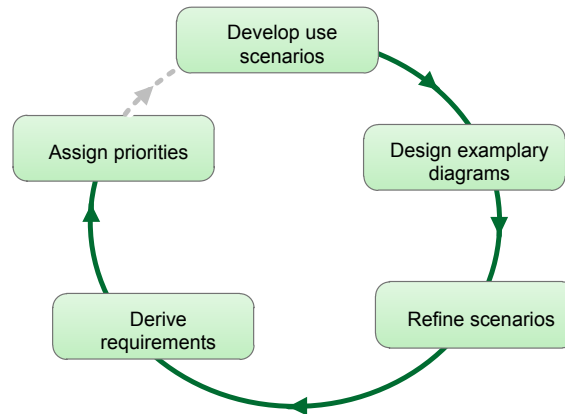 Develop use
scenarios
Design examplary
diagrams
Refine scenarios
Derive
requirements
Assign priorities